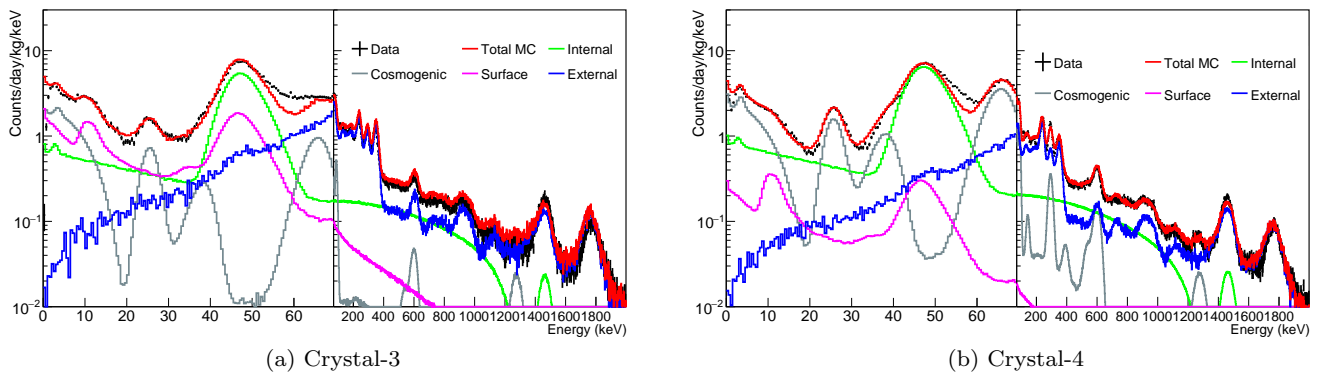 Counts/day/kg/keV
10
1
10⁻¹
10⁻²
Data Total MC Internal
Cosmogenic Surface External
0 10 20 30 40 50 60 200 400 600 800 1000 1200 1400 1600 1800
Energy (keV)
(a) Crystal-3
Counts/day/kg/keV
10
1
10⁻¹
10⁻²
Data Total MC Internal
Cosmogenic Surface External
0 10 20 30 40 50 60 200 400 600 800 1000 1200 1400 1600 1800
Energy (keV)
(b) Crystal-4